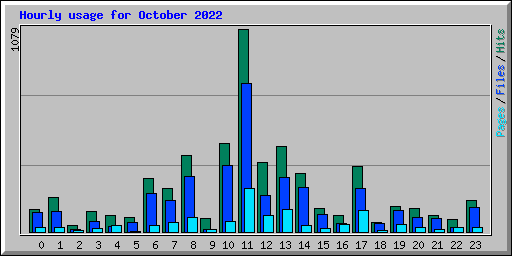 Hourly usage for October 2022
1079
Pages / Files / Hits
0 1 2 3 4 5 6 7 8 9 10 11 12 13 14 15 16 17 18 19 20 21 22 23